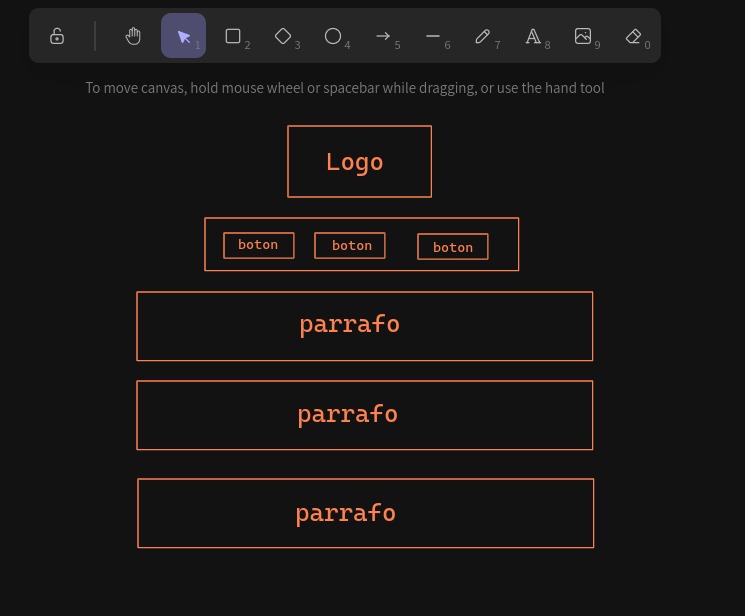 1 2 3 4 5 6 A 7 8 9 0
To move canvas, hold mouse wheel or spacebar while dragging, or use the hand tool
Logo
boton boton boton
parrafo
parrafo
parrafo